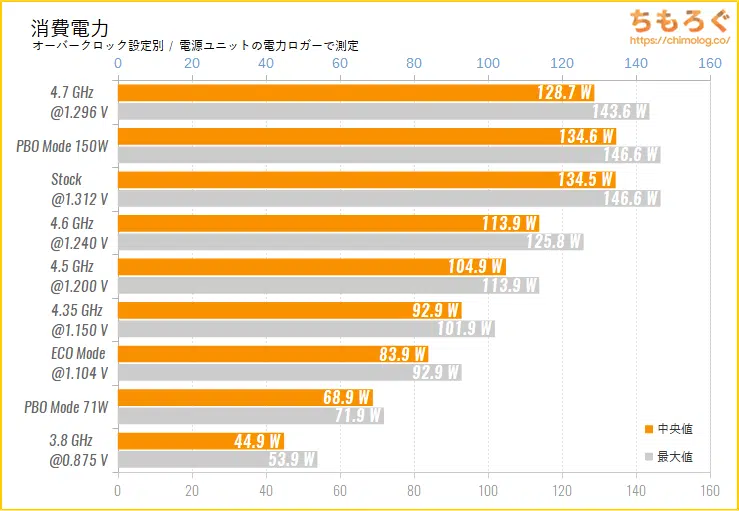 消費電力
オーバークロック設定別 / 電源ユニットの電力ロガーで測定
ちもろぐ
https://chimolog.co/
0 20 40 60 80 100 120 140 160
4.7 GHz
@1.296 V
128.7 W
143.6 W
PBO Mode 150W
134.6 W
146.6 W
Stock
@1.312 V
134.5 W
146.6 W
4.6 GHz
@1.240 V
113.9 W
125.8 W
4.5 GHz
@1.200 V
104.9 W
113.9 W
4.35 GHz
@1.150 V
92.9 W
101.9 W
ECO Mode
@1.104 V
83.9 W
92.9 W
PBO Mode 71W
68.9 W
71.9 W
3.8 GHz
@0.875 V
44.9 W
53.9 W
中央値
最大値
0 20 40 60 80 100 120 140 160